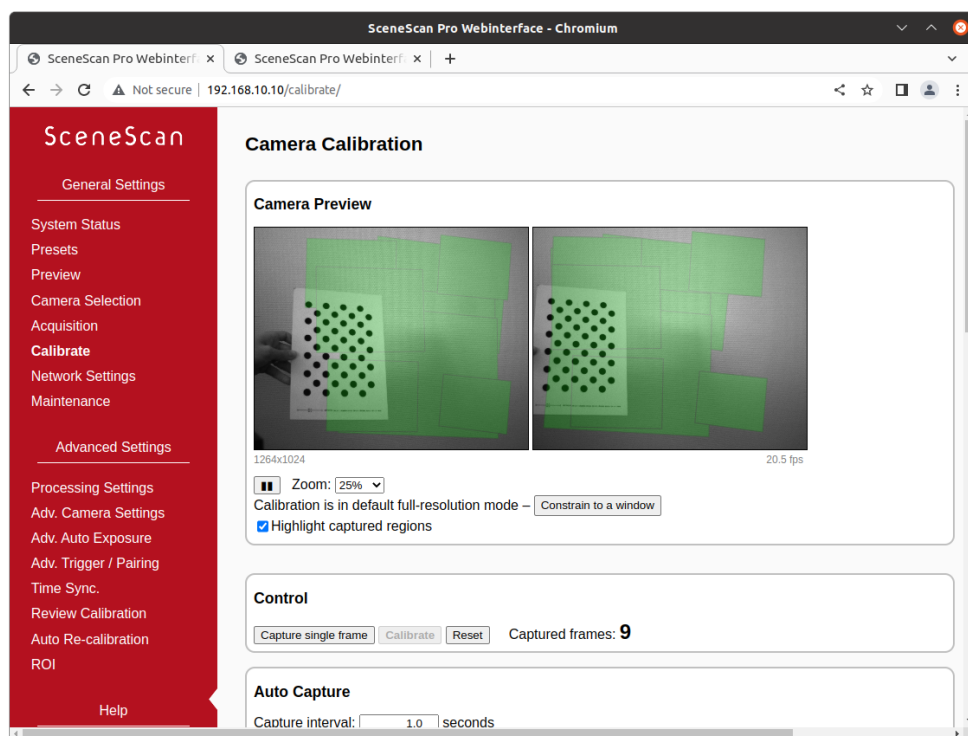 SceneScan Pro Webinterface - Chromium
SceneScan Pro Webinterf SceneScan Pro Webinterf
Not secure 192.168.10.10/calibrate/
SceneScan
General Settings
System Status
Presets
Preview
Camera Selection
Acquisition
Calibrate
Network Settings
Maintenance
Advanced Settings
Processing Settings
Adv. Camera Settings
Adv. Auto Exposure
Adv. Trigger / Pairing
Time Sync.
Review Calibration
Auto Re-calibration
ROI
Help
Camera Calibration
Camera Preview
1264x1024 20.5 fps
Zoom: 25%
Calibration is in default full-resolution mode – Constrain to a window
Highlight captured regions
Control
Capture single frame Calibrate Reset Captured frames: 9
Auto Capture
Capture interval: 1.0 seconds